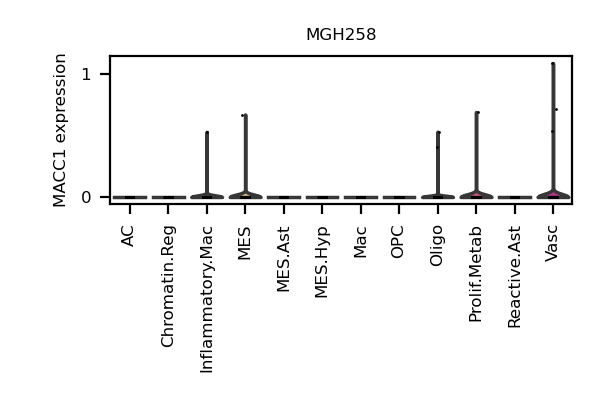 MGH258
MACC1 expression
1
0
AC
Chromatin.Reg
Inflammatory.Mac
MES
MES.Ast
MES.Hyp
Mac
OPC
Oligo
Prolif.Metab
Reactive.Ast
Vasc